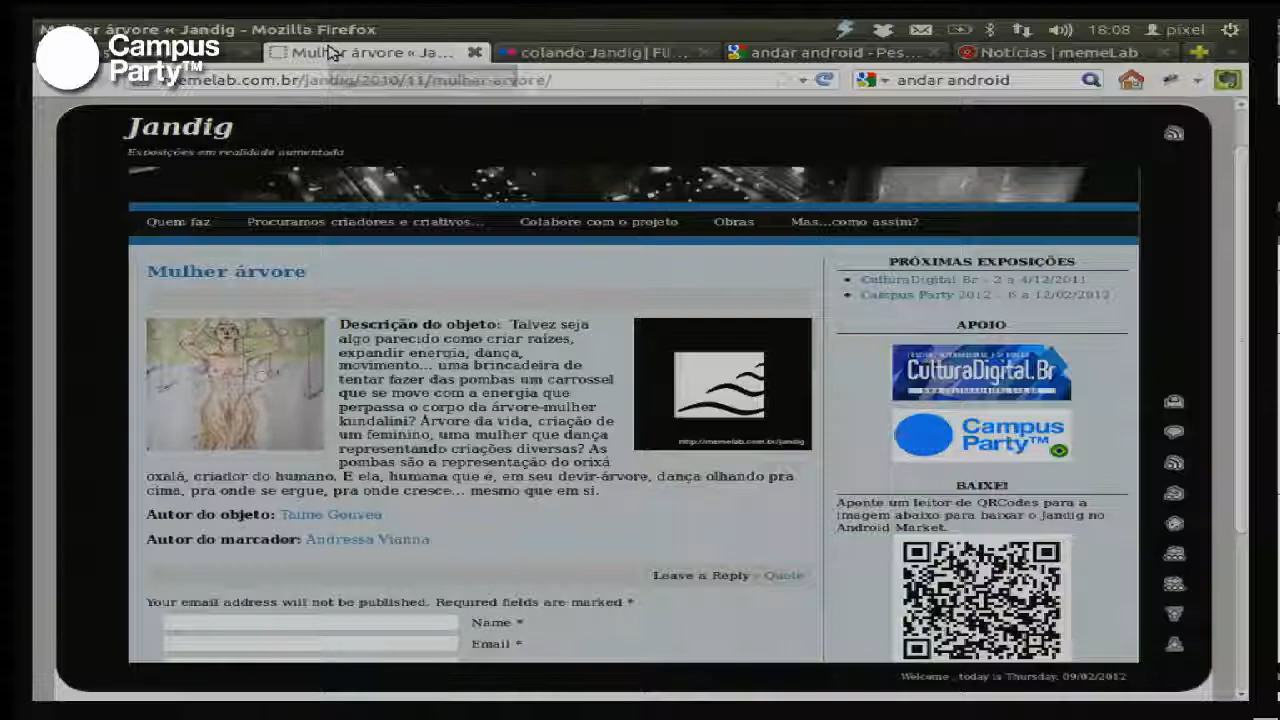 Mulher árvore « Jandig - Mozilla Firefox
18:08 pixel
Campus
Party™
Mulher árvore « Ja...
colando Jandig| Fli...
andar android - Pes...
Notícias | memeLab
memelab.com.br/jandig/2010/11/mulher-arvore/
andar android
Jandig
Exposições em realidade aumentada
Quem faz
Procuramos criadores e criativos...
Colabore com o projeto
Obras
Mas...como assim?
Mulher árvore
Descrição do objeto: Talvez seja
algo parecido como criar raízes,
expandir energia, dança,
movimento... uma brincadeira de
tentar fazer das pombas um carrossel
que se move com a energia que
perpassa o corpo da árvore-mulher
kundalini? Árvore da vida, criação de
um feminino, uma mulher que dança
representando criações diversas? As
pombas são a representação do orixá
oxalá, criador do humano. E ela, humana que é, em seu devir-árvore, dança olhando pra
cima, pra onde se ergue, pra onde cresce... mesmo que em si.
http://memelab.com.br/jandig
Autor do objeto: Taime Gouvea
Autor do marcador: Andressa Vianna
Leave a Reply - Quote
Your email address will not be published. Required fields are marked *
Name *
Email *
PRÓXIMAS EXPOSIÇÕES
CulturaDigital Br - 2 a 4/12/2011
Campus Party 2012 - 6 a 12/02/2012
APOIO
CulturaDigital.Br
Campus
Party™
BAIXE!
Aponte um leitor de QRCodes para a
imagem abaixo para baixar o Jandig no
Android Market.
Welcome , today is Thursday, 09/02/2012